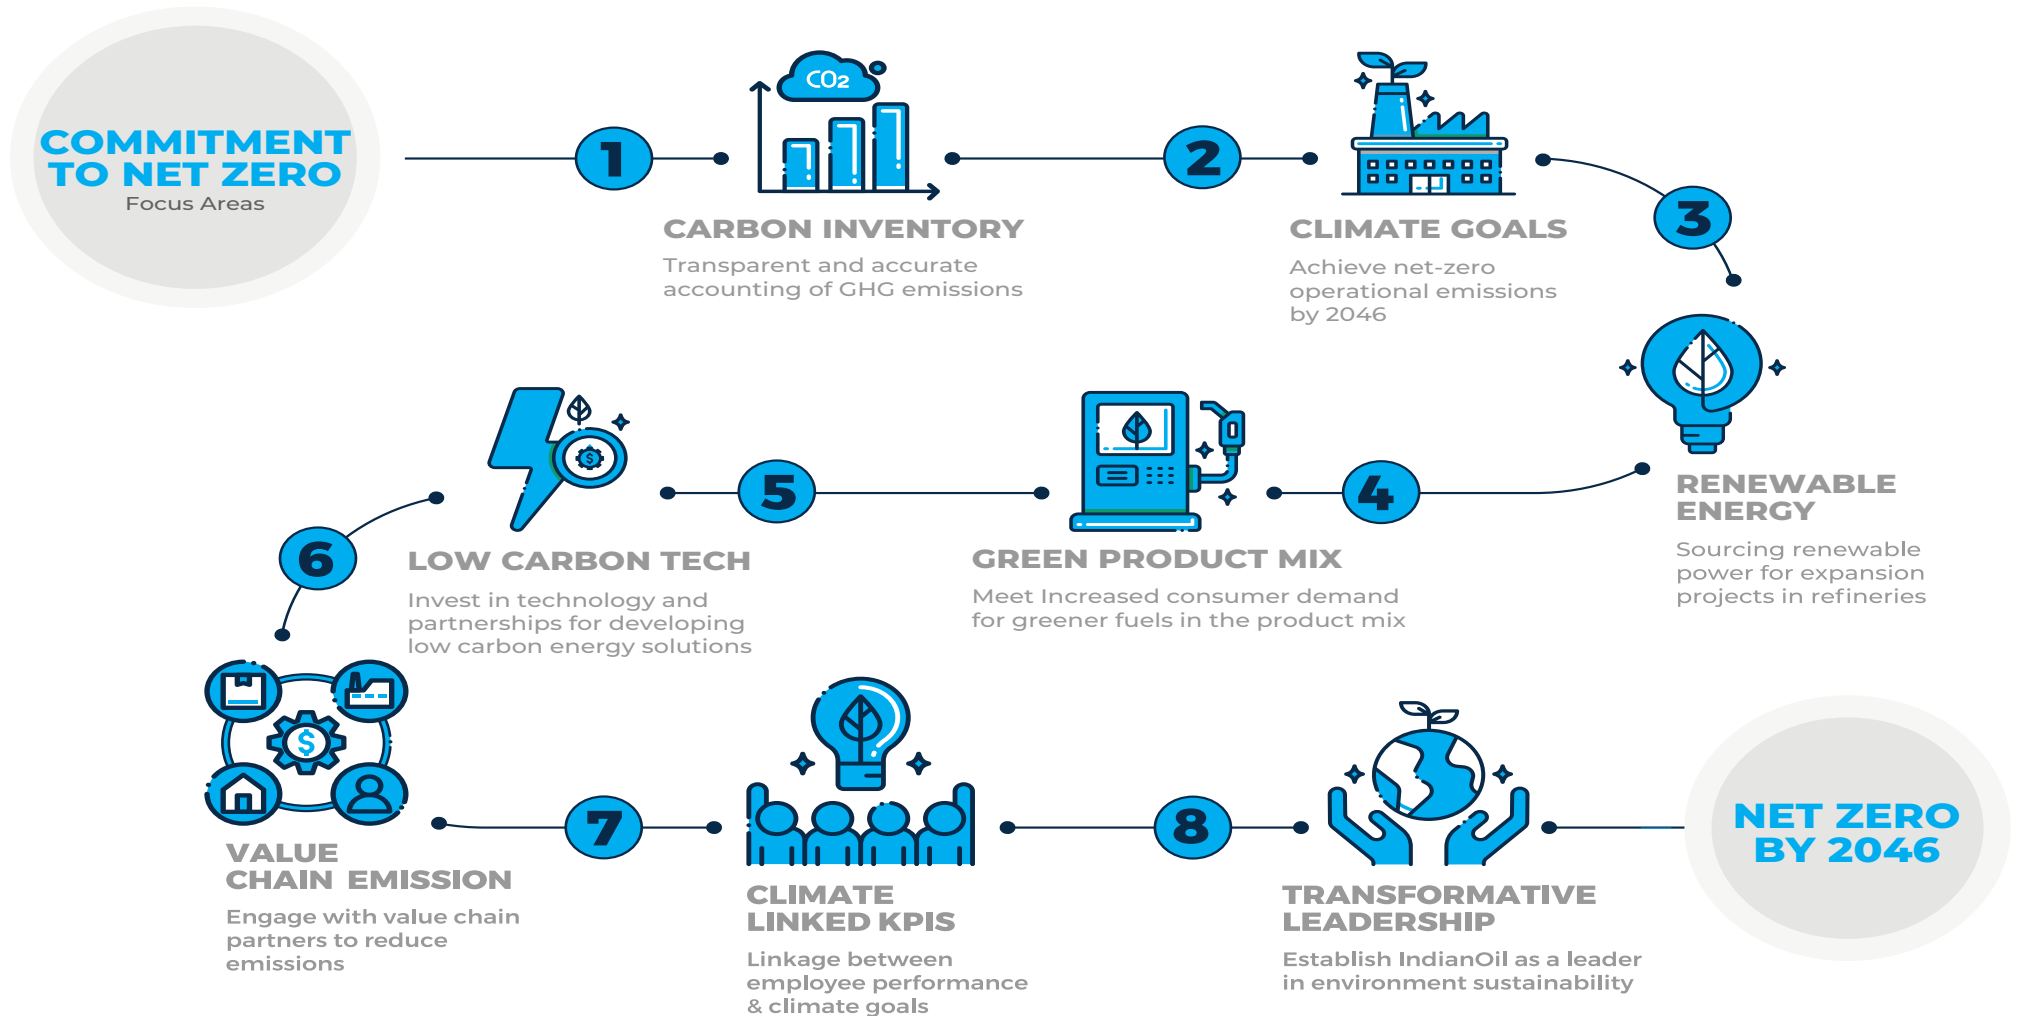 COMMITMENT
TO NET ZERO
Focus Areas
1
CO2
CARBON INVENTORY
Transparent and accurate
accounting of GHG emissions
2
CLIMATE GOALS
Achieve net-zero
operational emissions
by 2046
3
RENEWABLE
ENERGY
Sourcing renewable
power for expansion
projects in refineries
4
GREEN PRODUCT MIX
Meet Increased consumer demand
for greener fuels in the product mix
5
$
LOW CARBON TECH
Invest in technology and
partnerships for developing
low carbon energy solutions
6
$
VALUE
CHAIN EMISSION
Engage with value chain
partners to reduce
emissions
7
CLIMATE
LINKED KPIS
Linkage between
employee performance
& climate goals
8
TRANSFORMATIVE
LEADERSHIP
Establish IndianOil as a leader
in environment sustainability
NET ZERO
BY 2046